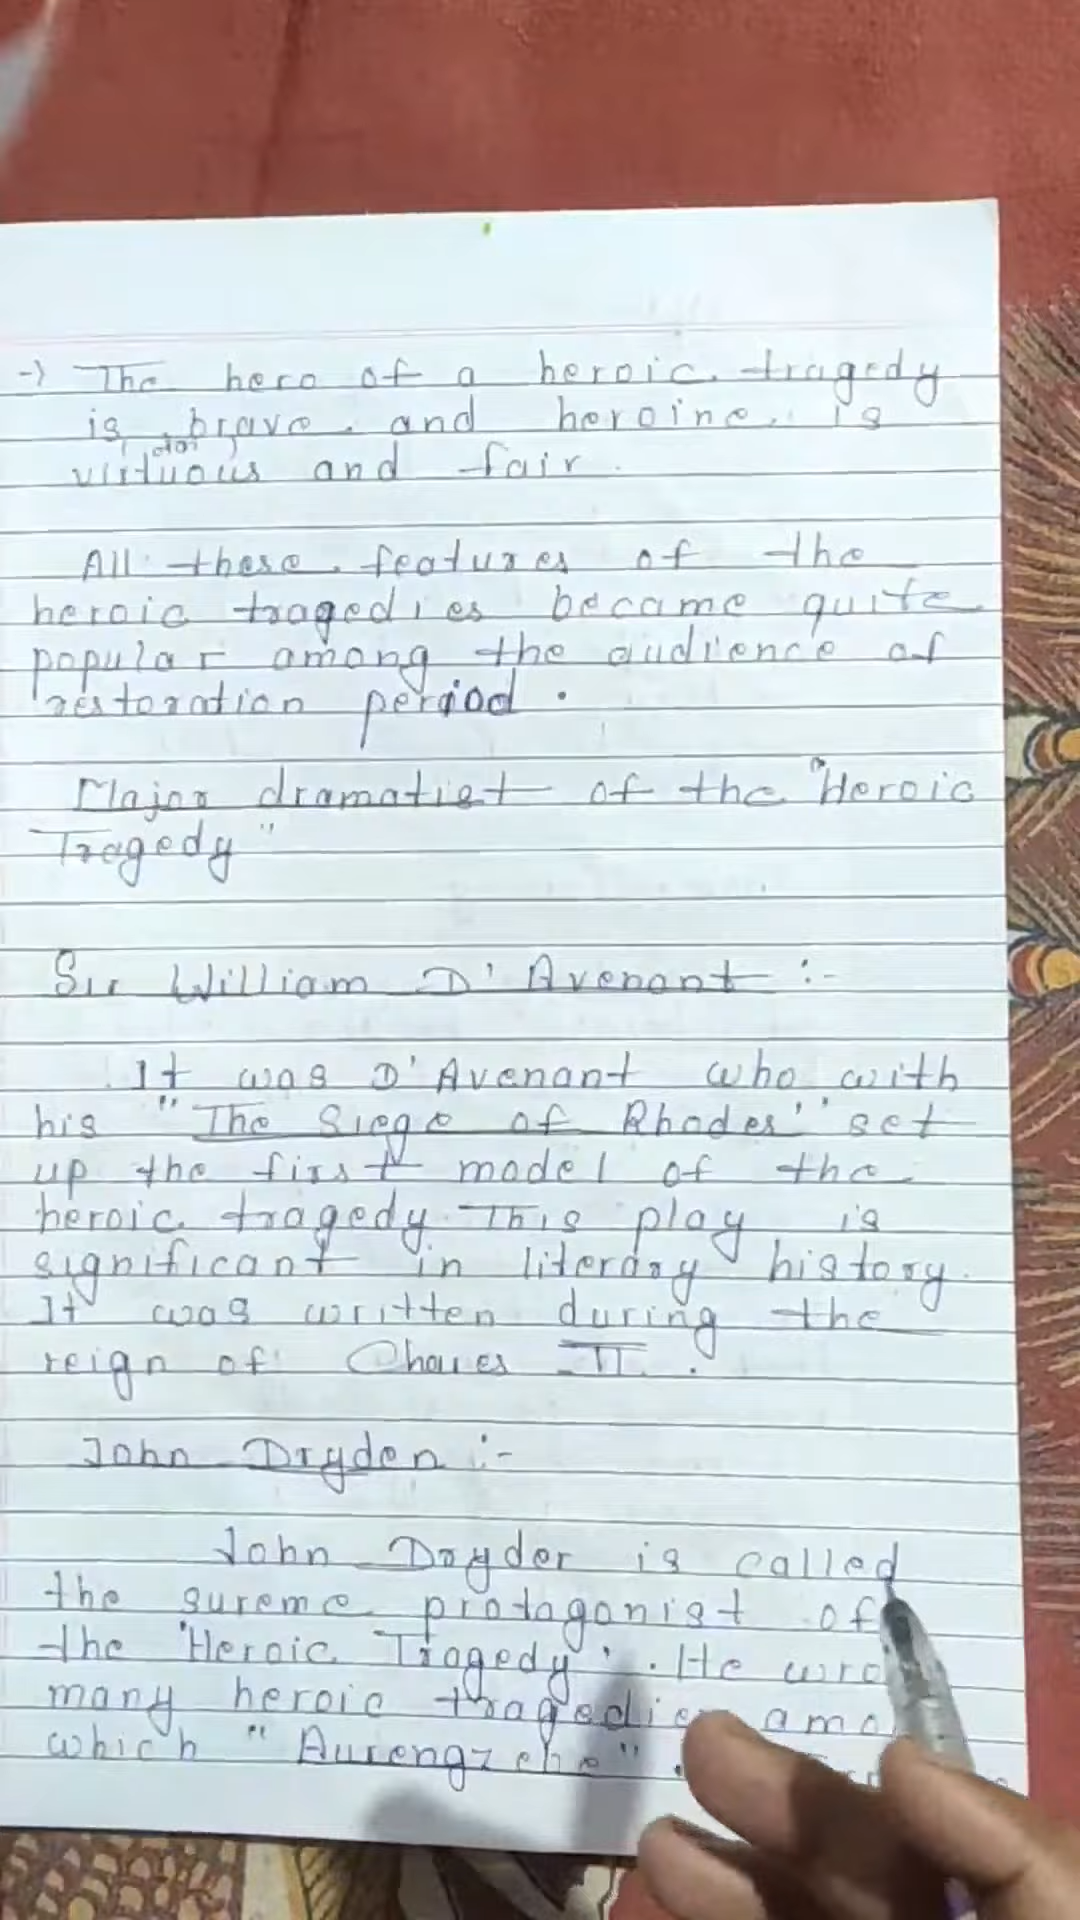 -> The hero of a heroic tragedy
is brave and heroine is
virtuous and fair.
All these features of the
heroic tragedies became quite
popular among the audience of
restoration period.
Major dramatist of the "Heroic
Tragedy"
Sir William D'Avenant :-
It was D'Avenant who with
his "The Siege of Rhodes" set
up the first model of the
heroic tragedy. This play is
significant in literary history.
It was written during the
reign of Chares II.
John Dryden :-
John Dryder is called
the sureme protagonist of
the 'Heroic Tragedy'. He
many heroic tragedies
which "Aurengzebe".